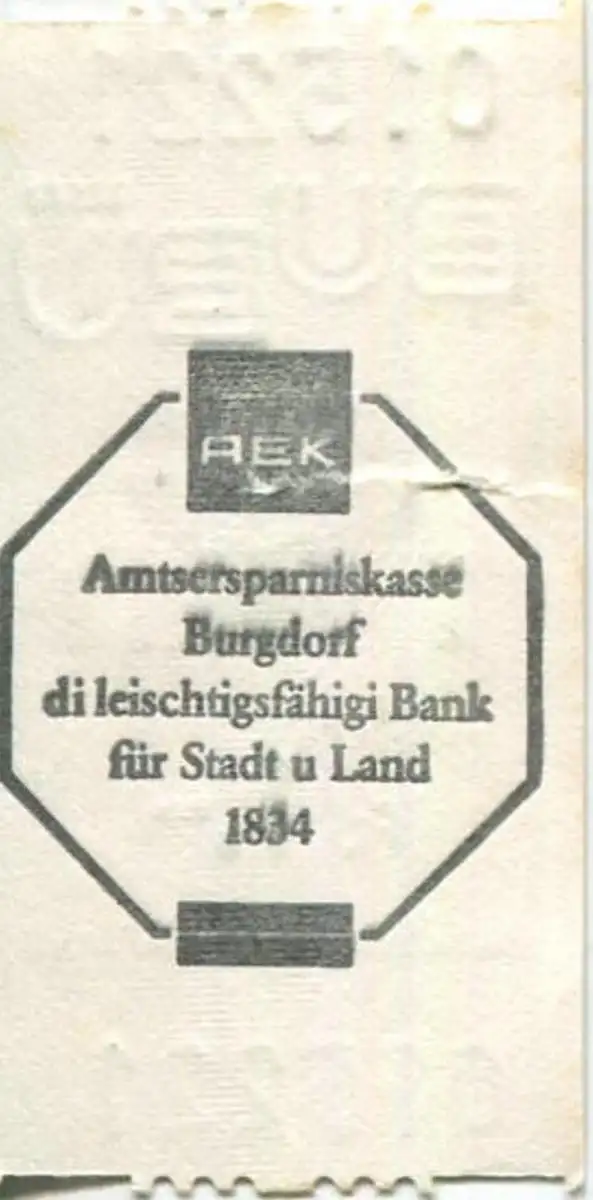 AEK
Amtsersparniskasse
Burgdorf
di leischtigsfähigi Bank
für Stadt u Land
1834